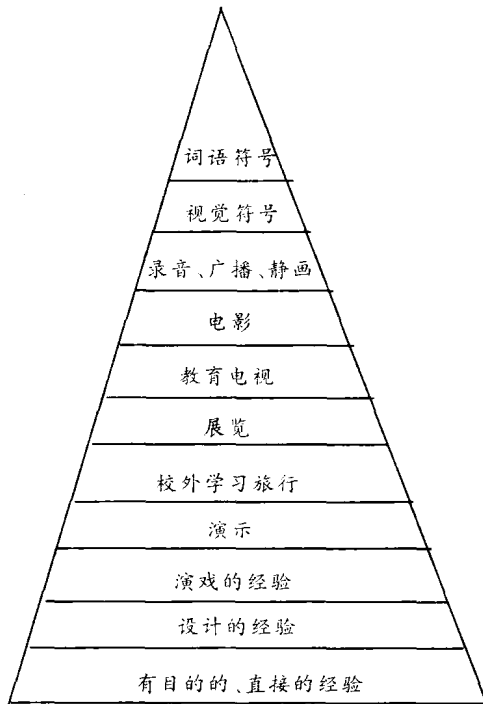 词语符号
视觉符号
录音、广播、静画
电影
教育电视
展览
校外学习旅行
演示
演戏的经验
设计的经验
有目的的、直接的经验